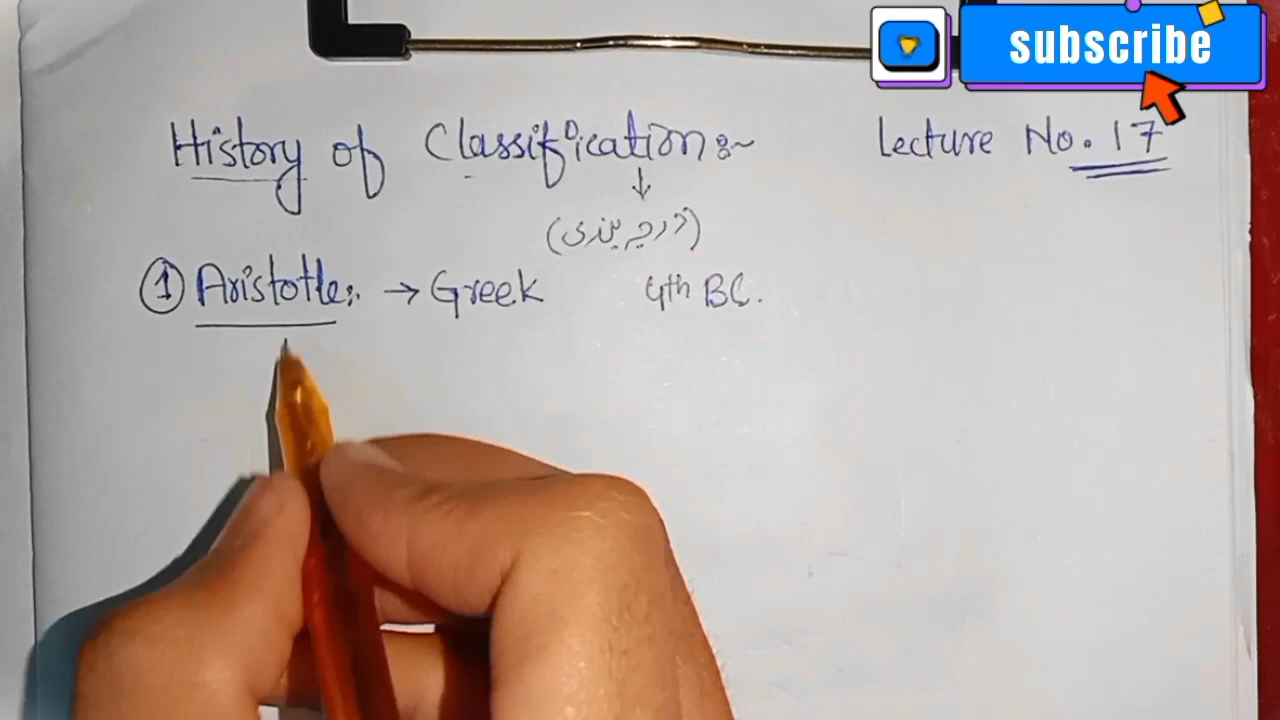 subscribe
History of Classification:~ Lecture No. 17
(درجہ بندی)
① Aristotle:. → Greek 4th BC.